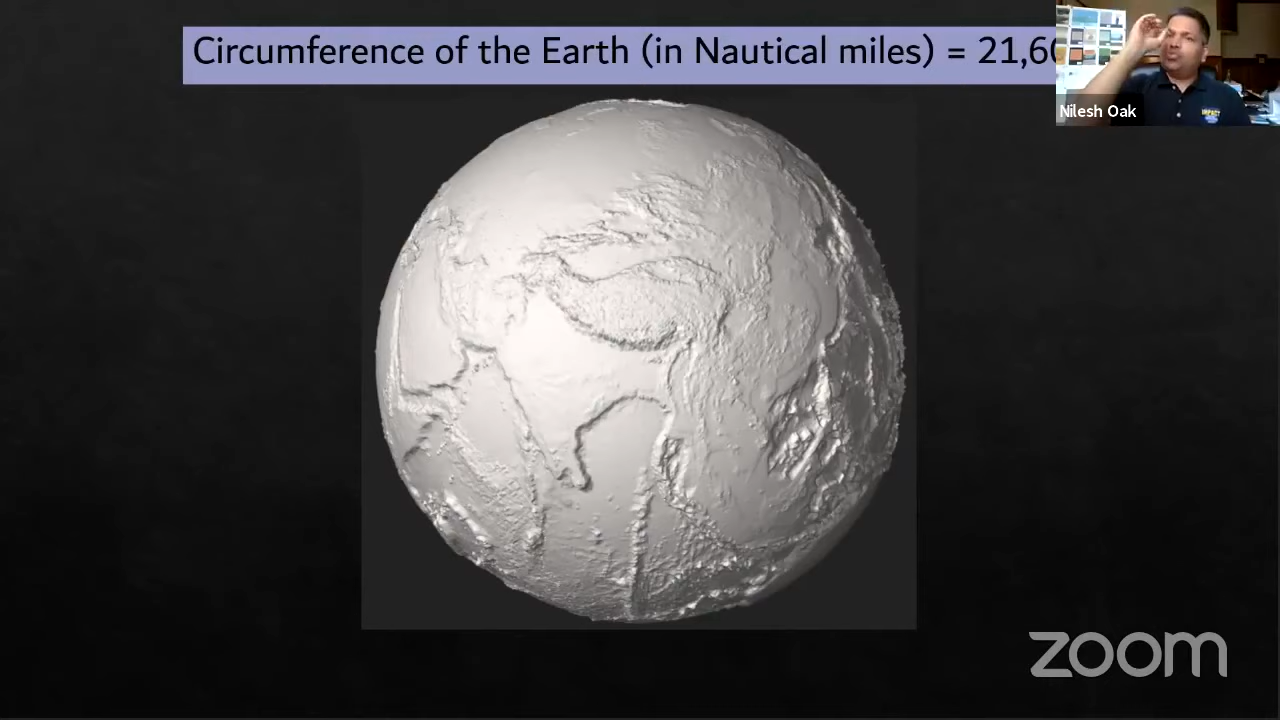 Circumference of the Earth (in Nautical miles) = 21,6
Nilesh Oak
zoom